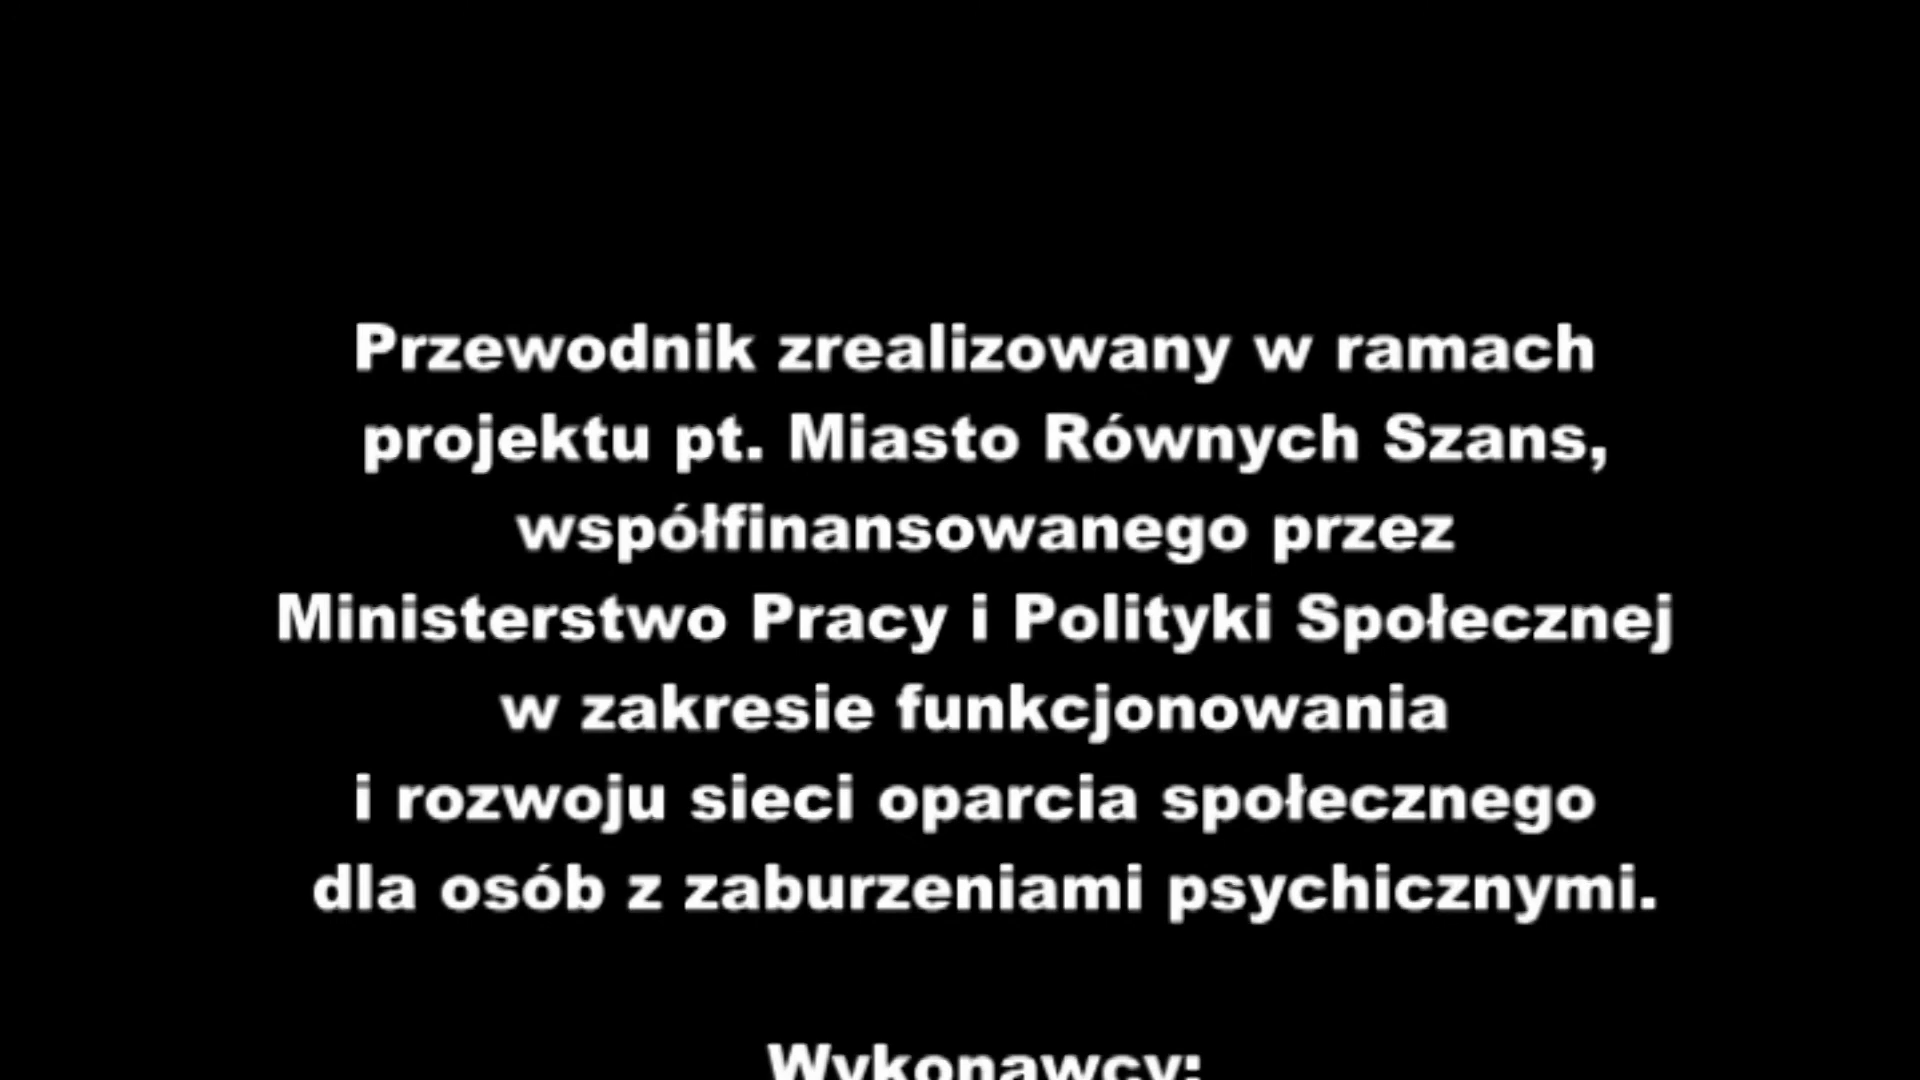 Przewodnik zrealizowany w ramach
projektu pt. Miasto Równych Szans,
współfinansowanego przez
Ministerstwo Pracy i Polityki Społecznej
w zakresie funkcjonowania
i rozwoju sieci oparcia społecznego
dla osób z zaburzeniami psychicznymi.
Wykonawcy: